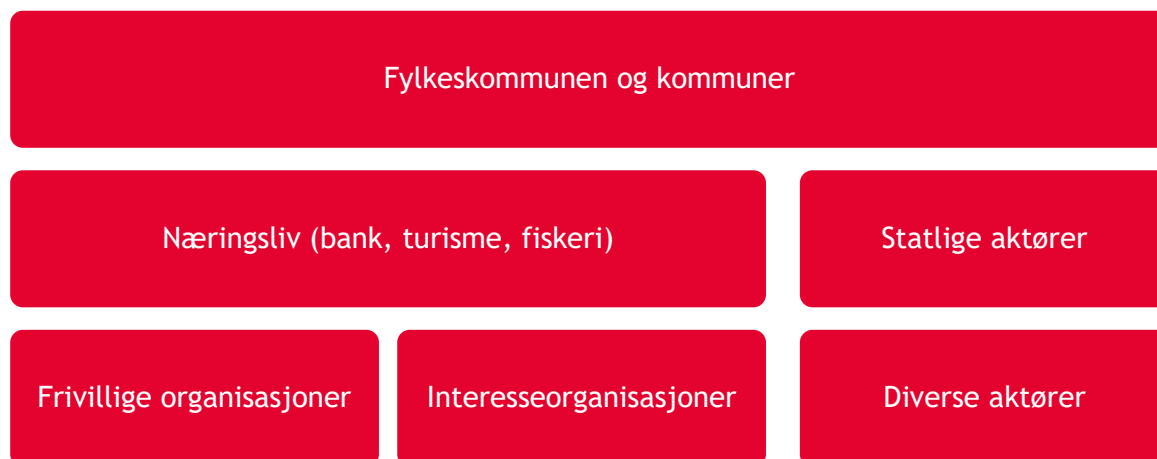 Fylkeskommunen og kommuner
Næringsliv (bank, turisme, fiskeri)
Statlige aktører
Frivillige organisasjoner
Interesseorganisasjoner
Diverse aktører